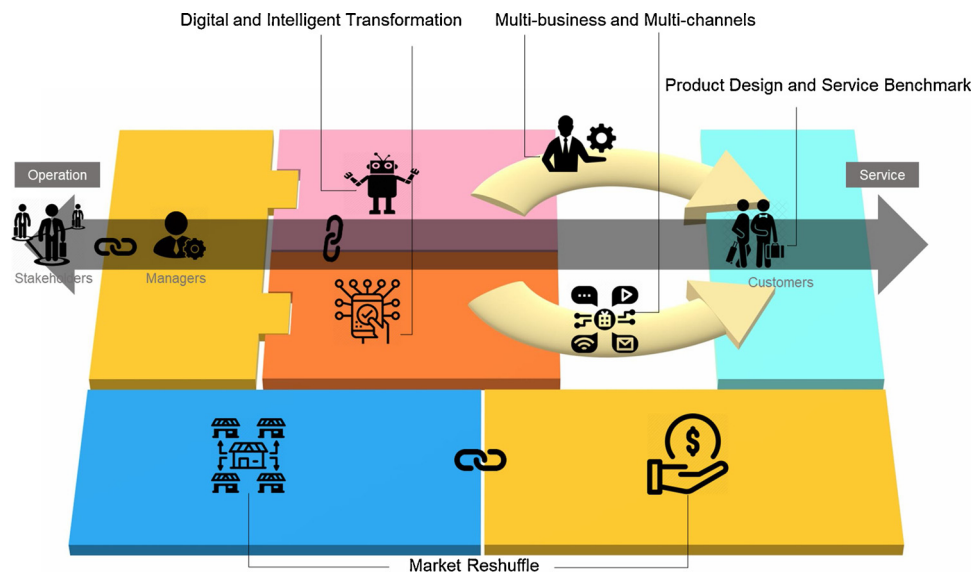 Digital and Intelligent Transformation
Multi-business and Multi-channels
Product Design and Service Benchmark
Operation
Service
Stakeholders
Managers
Customers
$
Market Reshuffle